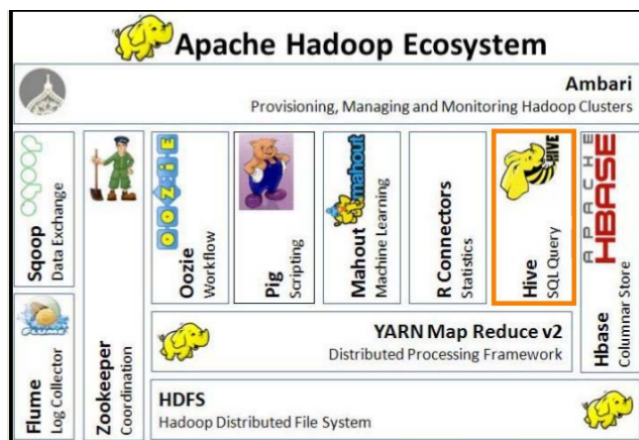 Apache Hadoop Ecosystem
Ambari
Provisioning, Managing and Monitoring Hadoop Clusters
sqoop
Sqoop
Data Exchange
Flume
Log Collector
Zookeeper
Coordination
OOZIE
Oozie
Workflow
Pig
Scripting
mahout
Mahout
Machine Learning
R Connectors
Statistics
HIVE
Hive
SQL Query
APACHE
HBASE
Hbase
Columnar Store
YARN Map Reduce v2
Distributed Processing Framework
HDFS
Hadoop Distributed File System